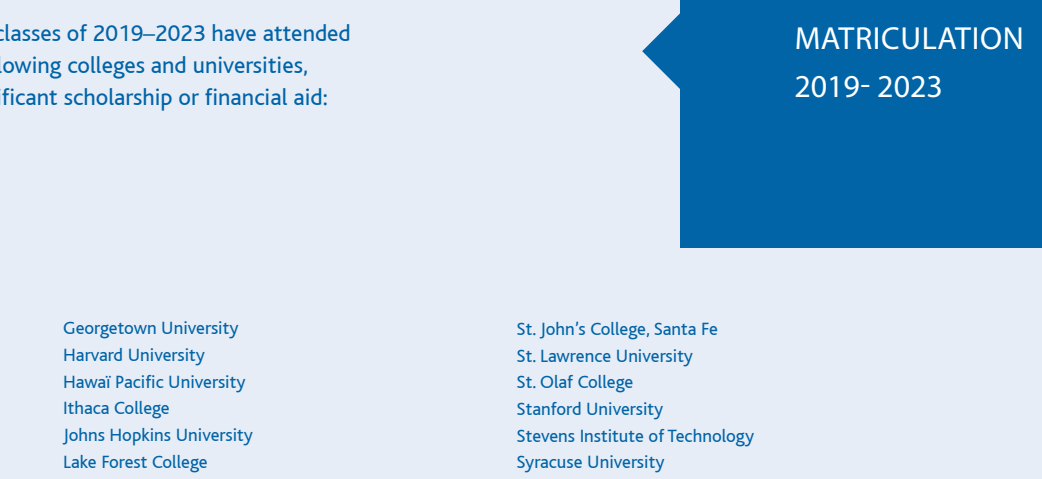 classes of 2019–2023 have attended
colleges and universities,
scholarship or financial aid:
MATRICULATION
2019- 2023
Georgetown University
Harvard University
Hawaï Pacific University
Ithaca College
Johns Hopkins University
Lake Forest College
St. John’s College, Santa Fe
St. Lawrence University
St. Olaf College
Stanford University
Stevens Institute of Technology
Syracuse University